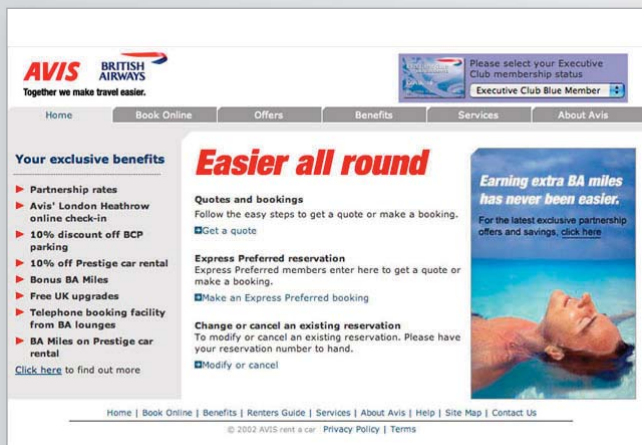 AVIS
BRITISH
AIRWAYS
Together we make travel easier.
Please select your Executive
Club membership status
Executive Club Blue Member
Home
Book Online
Offers
Benefits
Services
About Avis
Your exclusive benefits
Partnership rates
Avis' London Heathrow
online check-in
10% discount off BCP
parking
10% off Prestige car rental
Bonus BA Miles
Free UK upgrades
Telephone booking facility
from BA lounges
BA Miles on Prestige car
rental
Click here to find out more
Easier all round
Quotes and bookings
Follow the easy steps to get a quote or make a booking.
Get a quote
Express Preferred reservation
Express Preferred members enter here to get a quote or
make a booking.
Make an Express Preferred booking
Change or cancel an existing reservation
To modify or cancel an existing reservation. Please have
your reservation number to hand.
Modify or cancel
Earning extra BA miles
has never been easier.
For the latest exclusive partnership
offers and savings, click here
Home | Book Online | Benefits | Renters Guide | Services | About Avis | Help | Site Map | Contact Us
© 2002 AVIS rent a car Privacy Policy | Terms